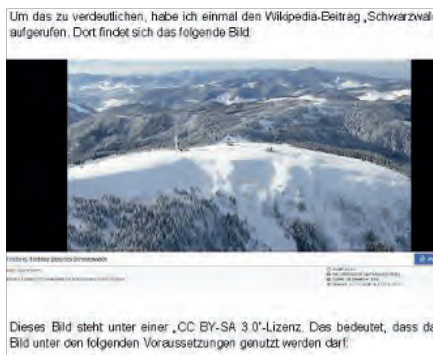 Um das zu verdeutlichen, habe ich einmal den Wikipedia-Beitrag „Schwarzwald
aufgerufen. Dort findet sich das folgende Bild:
Dieses Bild steht unter einer „CC BY-SA 3.0"-Lizenz. Das bedeutet, dass da
Bild unter den folgenden Voraussetzungen genutzt werden darf: